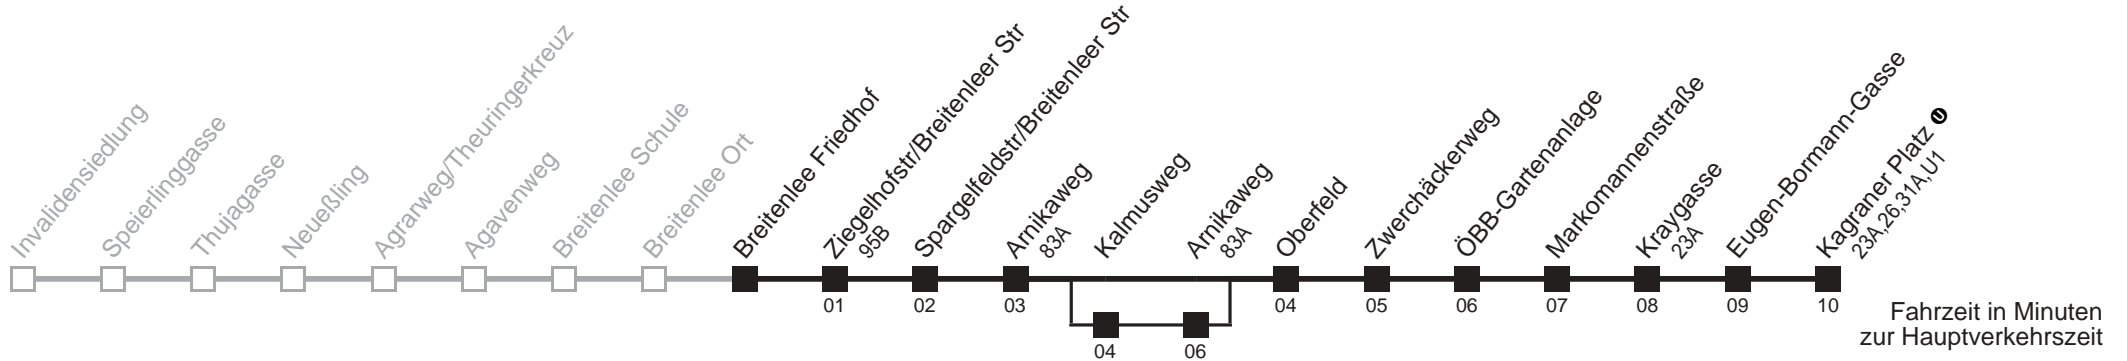 Invalidensiedlung
Speierlinggasse
Thujagasse
Neueßling
Agrarweg/Theuringerkreuz
Agavenweg
Breitenlee Schule
Breitenlee Ort
Breitenlee Friedhof
Ziegelhofstr/Breitenleer Str
95B
Spargelfeldstr/Breitenleer Str
Arnikaweg
83A
Kalmusweg
Arnikaweg
83A
Oberfeld
Zwerchäckerweg
ÖBB-Gartenanlage
Markomannenstraße
Kraygasse
23A
Eugen-Bormann-Gasse
Kagraner Platz U
23A,26,31A,U1
01
02
03
04
05
06
07
08
09
10
04
06
Fahrzeit in Minuten
zur Hauptverkehrszeit